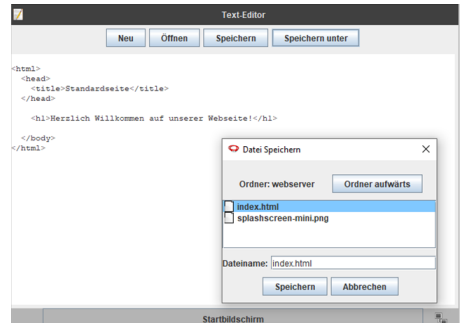 Text-Editor
Neu Öffnen Speichern Speichern unter
<html>
<head>
<title>Standardseite</title>
</head>
<h1>Herzlich Willkommen auf unserer Webseite!</h1>
</body>
</html>
Datei Speichern
Ordner: webserver Ordner aufwärts
index.html
splashscreen-mini.png
Dateiname: index.html
Speichern Abbrechen
Startbildschirm